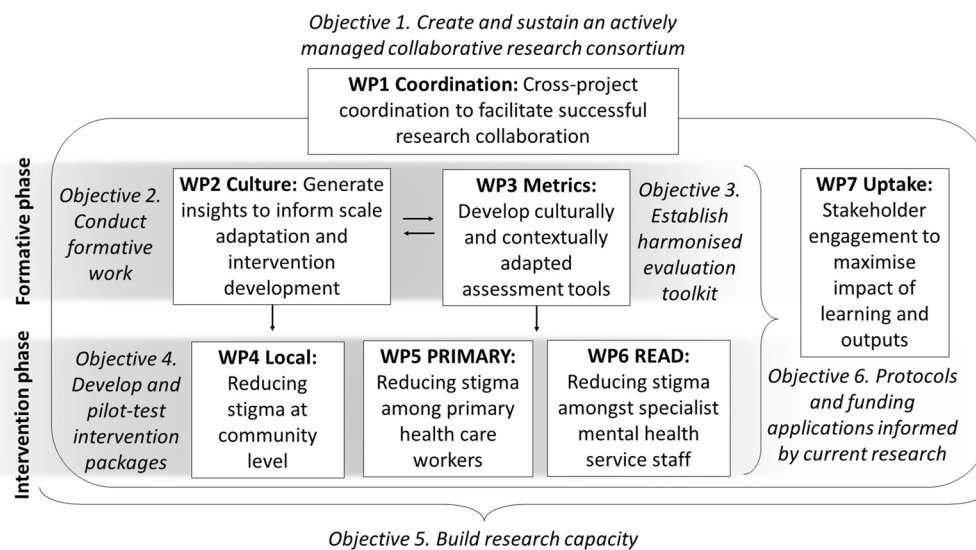 Objective 1. Create and sustain an actively
managed collaborative research consortium
WP1 Coordination: Cross-project
coordination to facilitate successful
research collaboration
Formative phase
Objective 2.
Conduct
formative
work
WP2 Culture: Generate
insights to inform scale
adaptation and
intervention
development
WP3 Metrics:
Develop culturally
and contextually
adapted
assessment tools
Objective 3.
Establish
harmonised
evaluation
toolkit
WP7 Uptake:
Stakeholder
engagement to
maximise
impact of
learning and
outputs
Intervention phase
Objective 4.
Develop and
pilot-test
intervention
packages
WP4 Local:
Reducing
stigma at
community
level
WP5 PRIMARY:
Reducing stigma
among primary
health care
workers
WP6 READ:
Reducing stigma
amongst specialist
mental health
service staff
Objective 6. Protocols
and funding
applications informed
by current research
Objective 5. Build research capacity